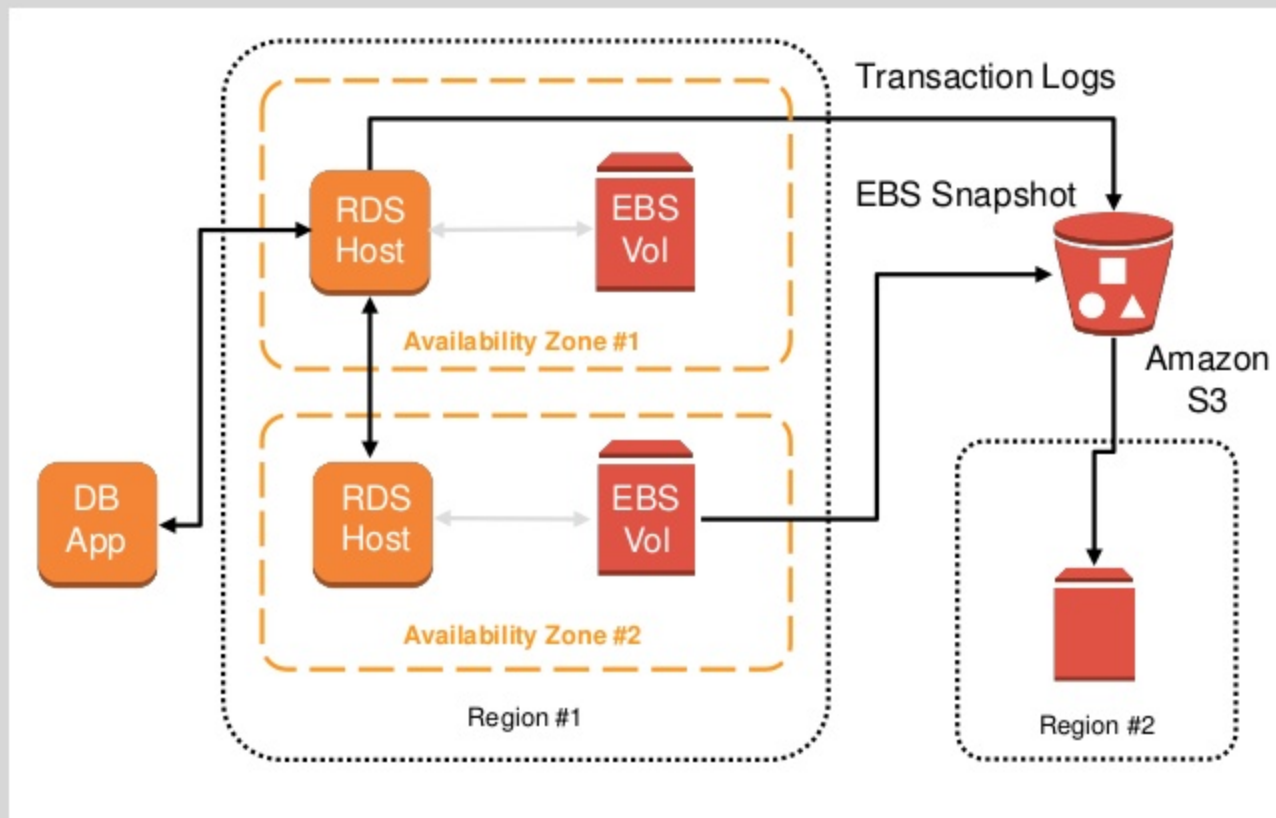 Transaction Logs
EBS Snapshot
RDS
Host
EBS
Vol
Availability Zone #1
Amazon
S3
DB
App
RDS
Host
EBS
Vol
Availability Zone #2
Region #1
Region #2